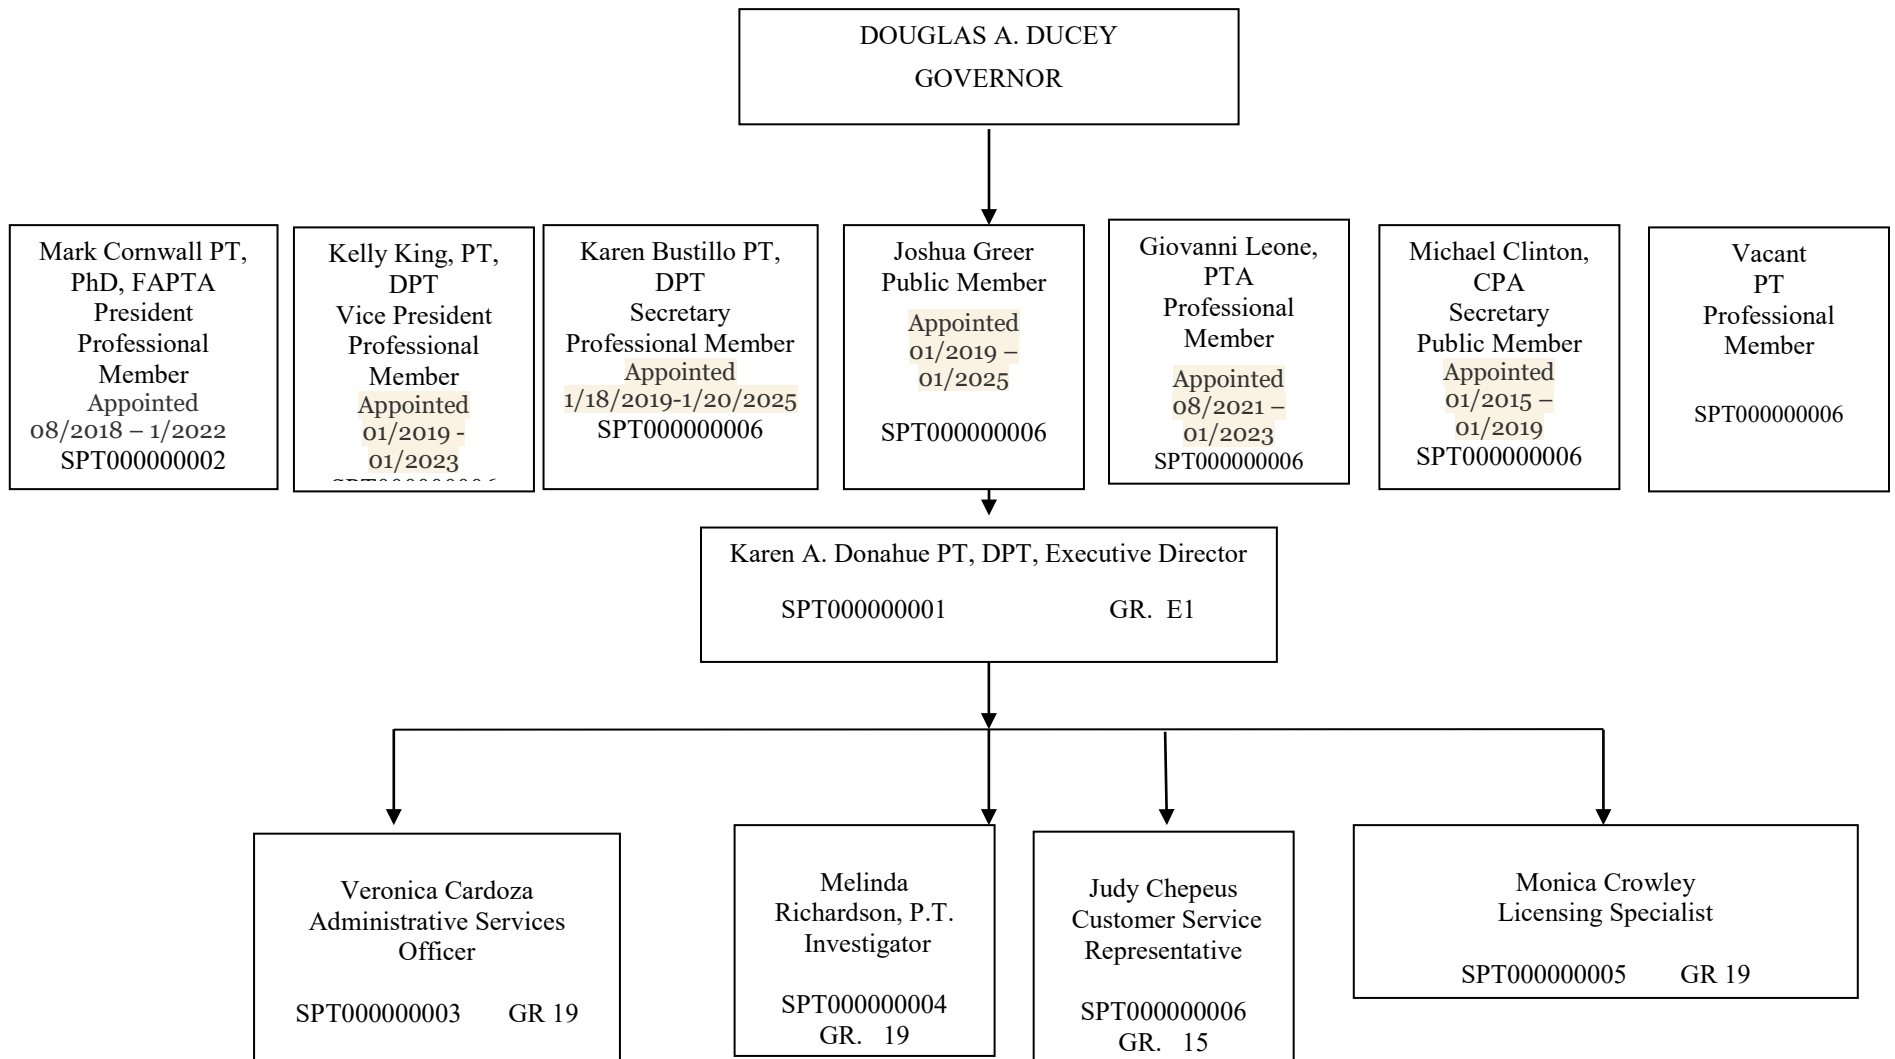 DOUGLAS A. DUCEY
GOVERNOR
Mark Cornwall PT,
PhD, FAPTA
President
Professional
Member
Appointed
08/2018 – 1/2022
SPT000000002
Kelly King, PT,
DPT
Vice President
Professional
Member
Appointed
01/2019 -
01/2023
Karen Bustillo PT,
DPT
Secretary
Professional Member
Appointed
1/18/2019-1/20/2025
SPT000000006
Joshua Greer
Public Member
Appointed
01/2019 –
01/2025
SPT000000006
Giovanni Leone,
PTA
Professional
Member
Appointed
08/2021 –
01/2023
SPT000000006
Michael Clinton,
CPA
Secretary
Public Member
Appointed
01/2015 –
01/2019
SPT000000006
Vacant
PT
Professional
Member
SPT000000006
Karen A. Donahue PT, DPT, Executive Director
SPT000000001 GR. E1
Veronica Cardoza
Administrative Services
Officer
SPT000000003 GR 19
Melinda
Richardson, P.T.
Investigator
SPT000000004
GR. 19
Judy Chepeus
Customer Service
Representative
SPT000000006
GR. 15
Monica Crowley
Licensing Specialist
SPT000000005 GR 19